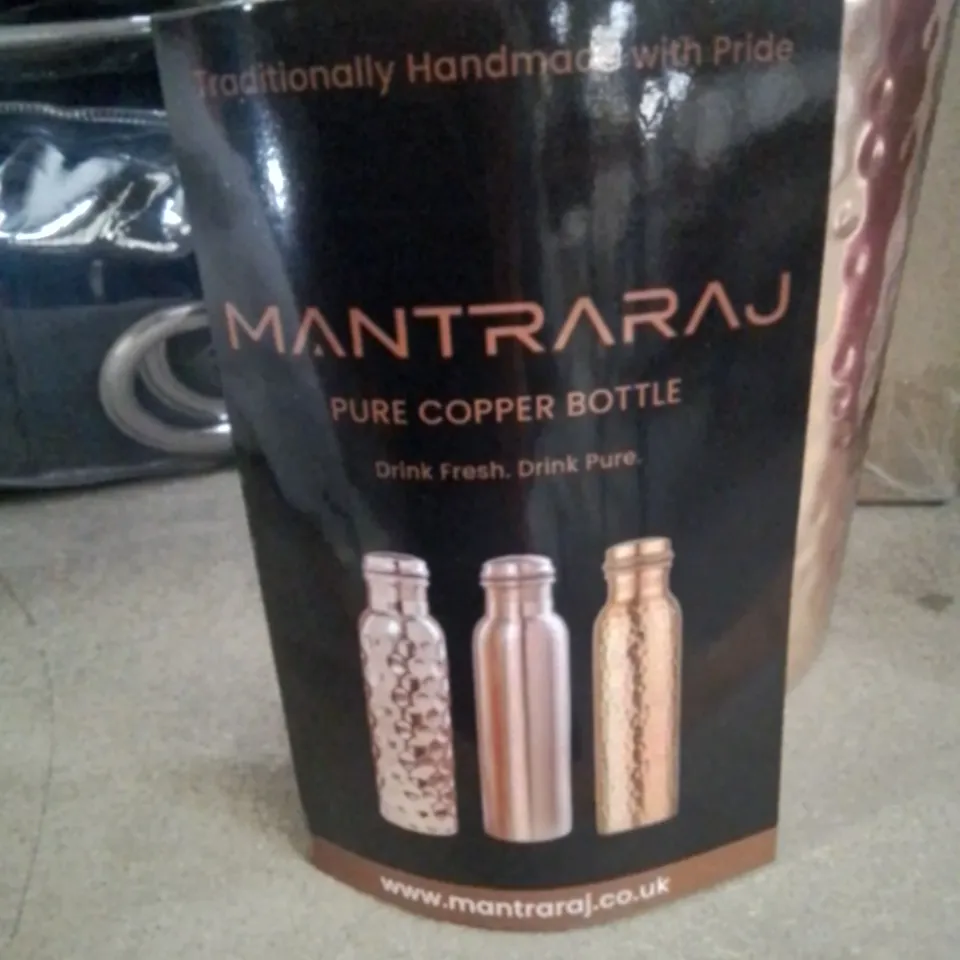 Traditionally Handmade with Pride
MANTRARAJ
PURE COPPER BOTTLE
Drink Fresh. Drink Pure.
www.mantraraj.co.uk